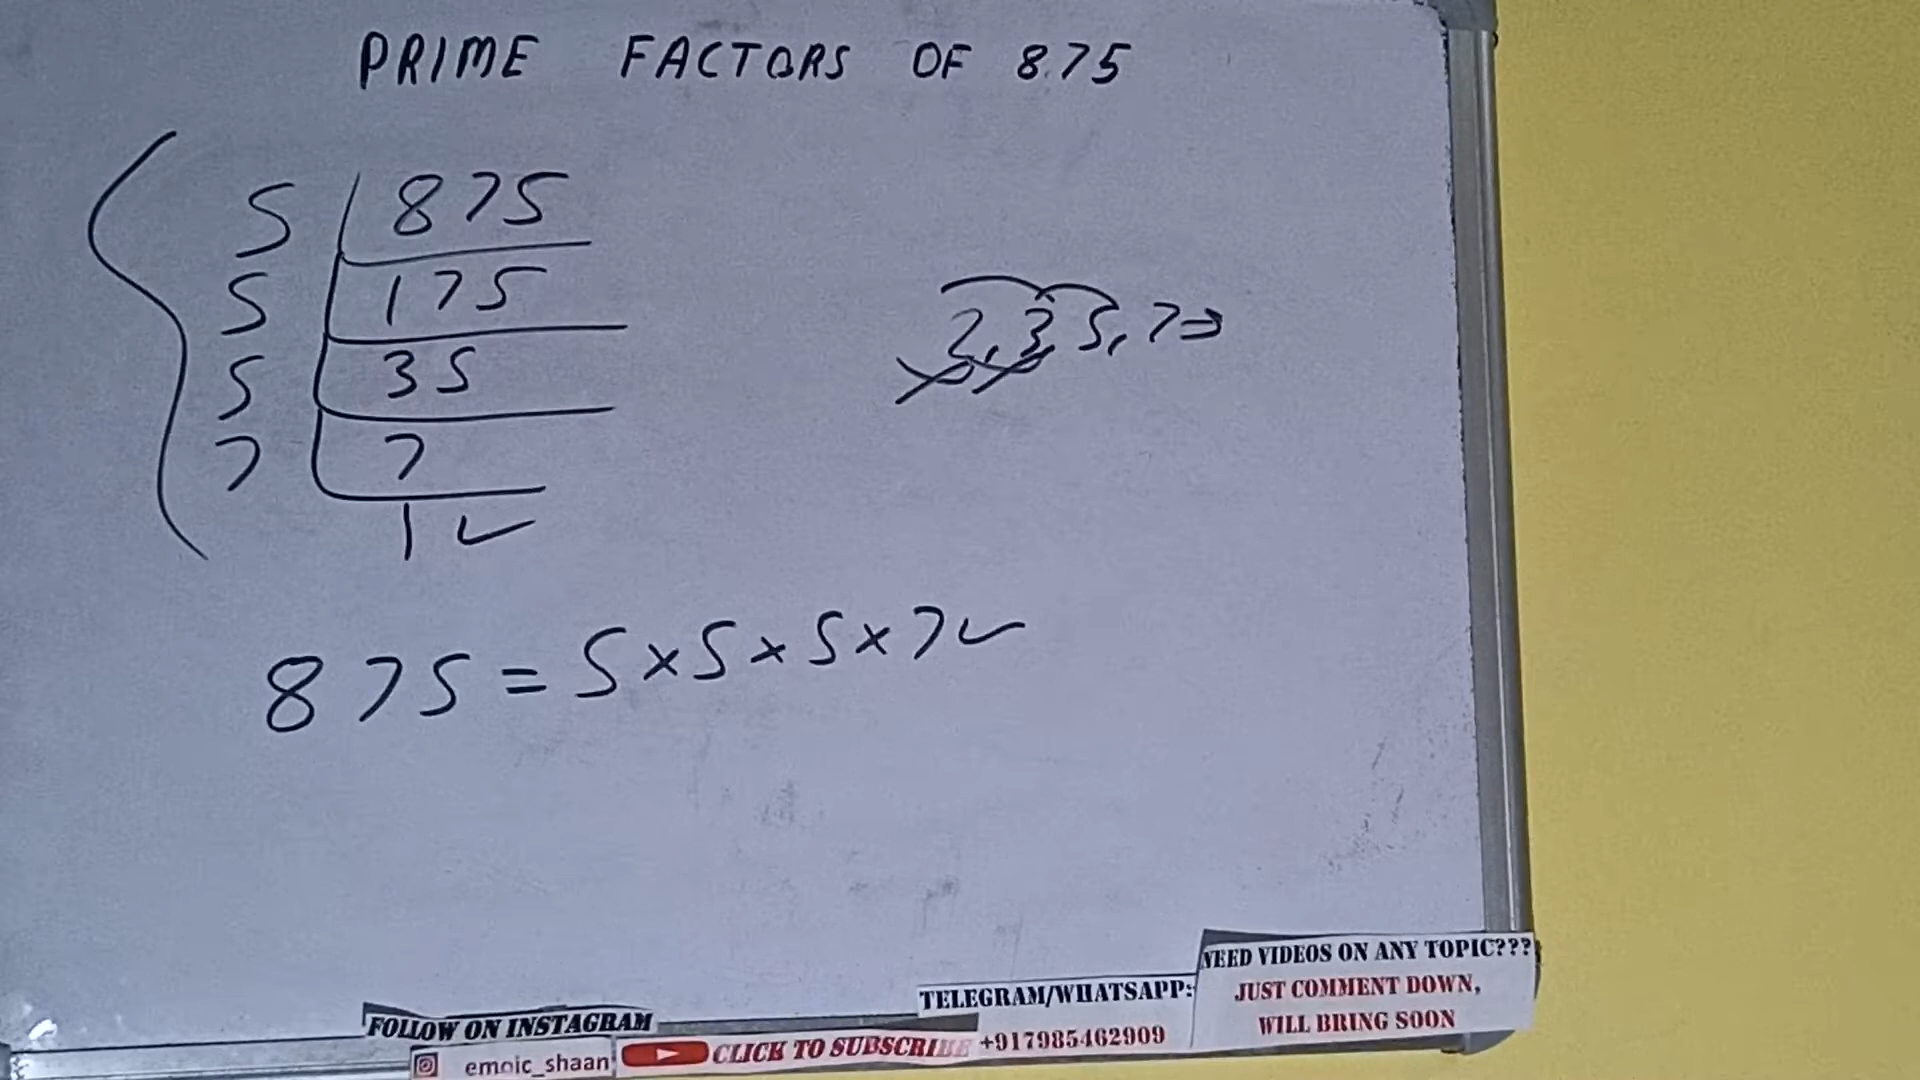 PRIME FACTORS OF 875
5 | 875
5 | 175
5 | 35
7 | 7
1 ✓
2, 3, 5, 7 →
875 = 5 × 5 × 5 × 7 ✓
NEED VIDEOS ON ANY TOPIC???
JUST COMMENT DOWN,
WILL BRING SOON
TELEGRAM/WHATSAPP:
+917985462909
FOLLOW ON INSTAGRAM
emoic_shaan
CLICK TO SUBSCRIBE